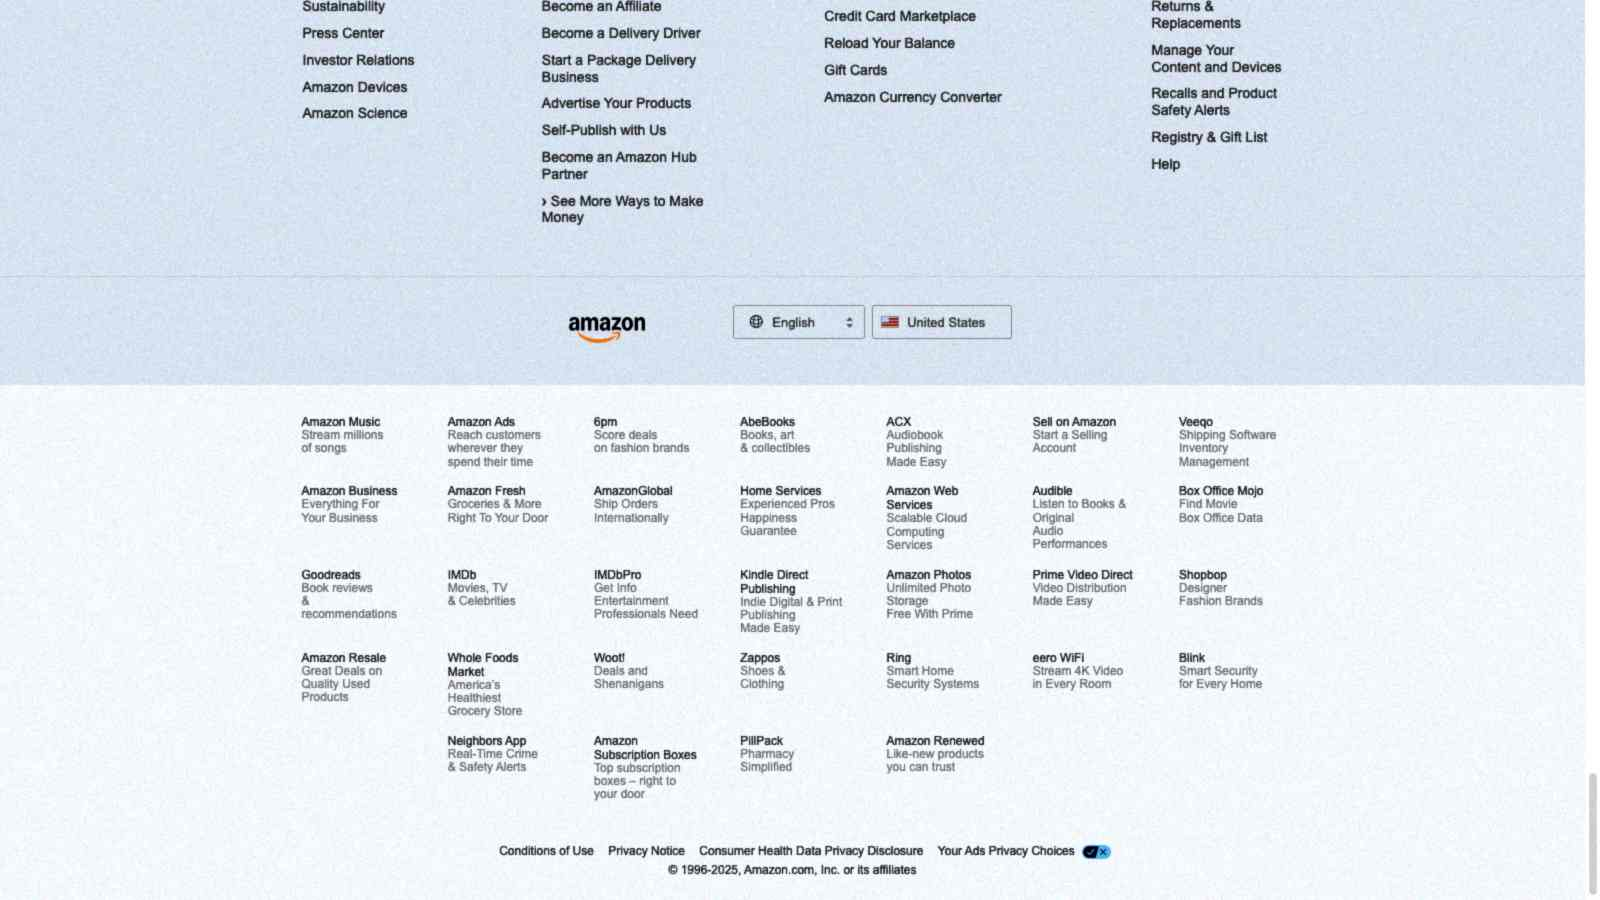 Sustainability
Press Center
Investor Relations
Amazon Devices
Amazon Science
Become an Affiliate
Become a Delivery Driver
Start a Package Delivery
Business
Advertise Your Products
Self-Publish with Us
Become an Amazon Hub
Partner
› See More Ways to Make
Money
Credit Card Marketplace
Reload Your Balance
Gift Cards
Amazon Currency Converter
Returns &
Replacements
Manage Your
Content and Devices
Recalls and Product
Safety Alerts
Registry & Gift List
Help
amazon
English
United States
Amazon Music
Stream millions
of songs
Amazon Ads
Reach customers
wherever they
spend their time
6pm
Score deals
on fashion brands
AbeBooks
Books, art
& collectibles
ACX
Audiobook
Publishing
Made Easy
Sell on Amazon
Start a Selling
Account
Veeqo
Shipping Software
Inventory
Management
Amazon Business
Everything For
Your Business
Amazon Fresh
Groceries & More
Right To Your Door
AmazonGlobal
Ship Orders
Internationally
Home Services
Experienced Pros
Happiness
Guarantee
Amazon Web
Services
Scalable Cloud
Computing
Services
Audible
Listen to Books &
Original
Audio
Performances
Box Office Mojo
Find Movie
Box Office Data
Goodreads
Book reviews
&
recommendations
IMDb
Movies, TV
& Celebrities
IMDbPro
Get Info
Entertainment
Professionals Need
Kindle Direct
Publishing
Indie Digital & Print
Publishing
Made Easy
Amazon Photos
Unlimited Photo
Storage
Free With Prime
Prime Video Direct
Video Distribution
Made Easy
Shopbop
Designer
Fashion Brands
Amazon Resale
Great Deals on
Quality Used
Products
Whole Foods
Market
America's
Healthiest
Grocery Store
Woot!
Deals and
Shenanigans
Zappos
Shoes &
Clothing
Ring
Smart Home
Security Systems
eero WiFi
Stream 4K Video
in Every Room
Blink
Smart Security
for Every Home
Neighbors App
Real-Time Crime
& Safety Alerts
Amazon
Subscription Boxes
Top subscription
boxes – right to
your door
PillPack
Pharmacy
Simplified
Amazon Renewed
Like-new products
you can trust
Conditions of Use Privacy Notice Consumer Health Data Privacy Disclosure Your Ads Privacy Choices
© 1996-2025, Amazon.com, Inc. or its affiliates